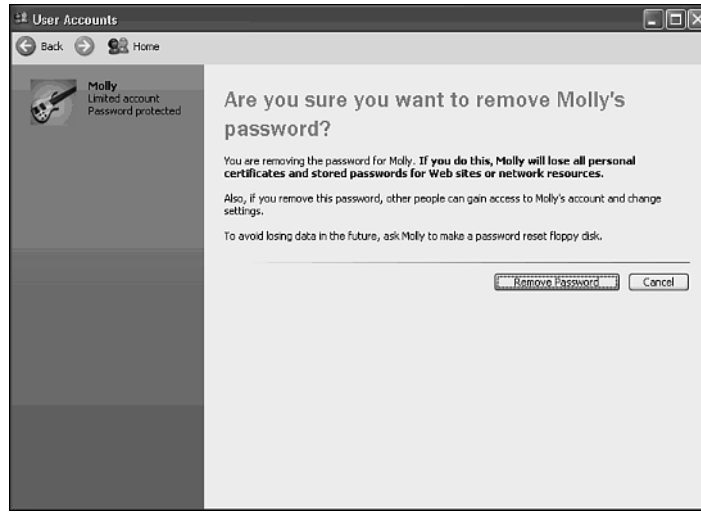 User Accounts
Back
Home
Molly
Limited account
Password protected
Are you sure you want to remove Molly's
password?
You are removing the password for Molly. If you do this, Molly will lose all personal
certificates and stored passwords for Web sites or network resources.
Also, if you remove this password, other people can gain access to Molly's account and change
settings.
To avoid losing data in the future, ask Molly to make a password reset floppy disk.
Remove Password
Cancel